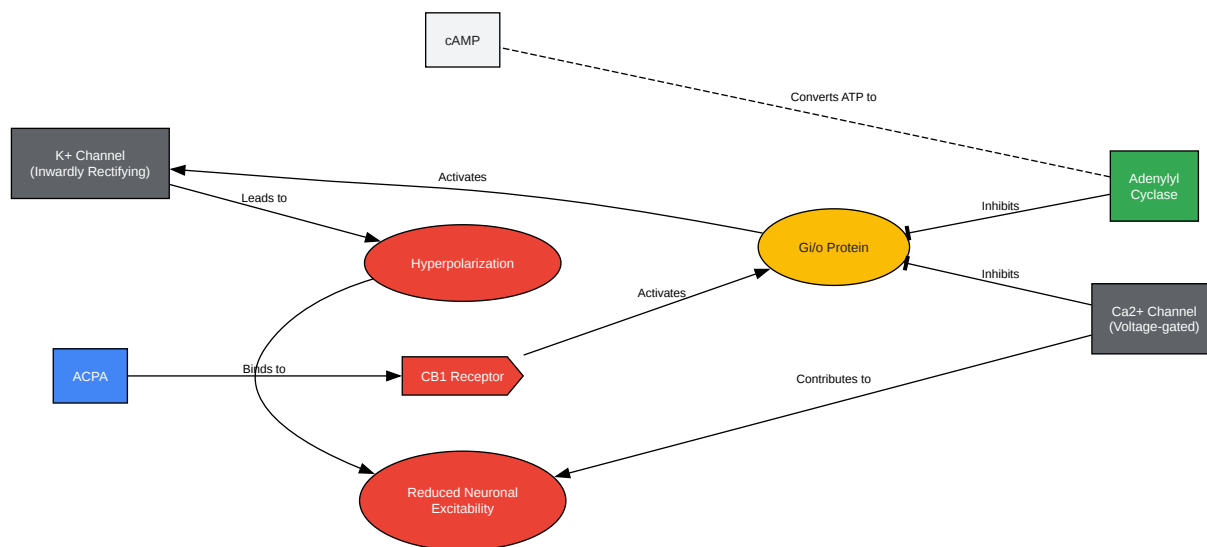 cAMP
Converts ATP to
K+ Channel
(Inwardly Rectifying)
Activates
Leads to
Adenylyl
Cyclase
Inhibits
Hyperpolarization
Gi/o Protein
Inhibits
Activates
Ca2+ Channel
(Voltage-gated)
ACPA
Binds to
CB1 Receptor
Contributes to
Reduced Neuronal
Excitability